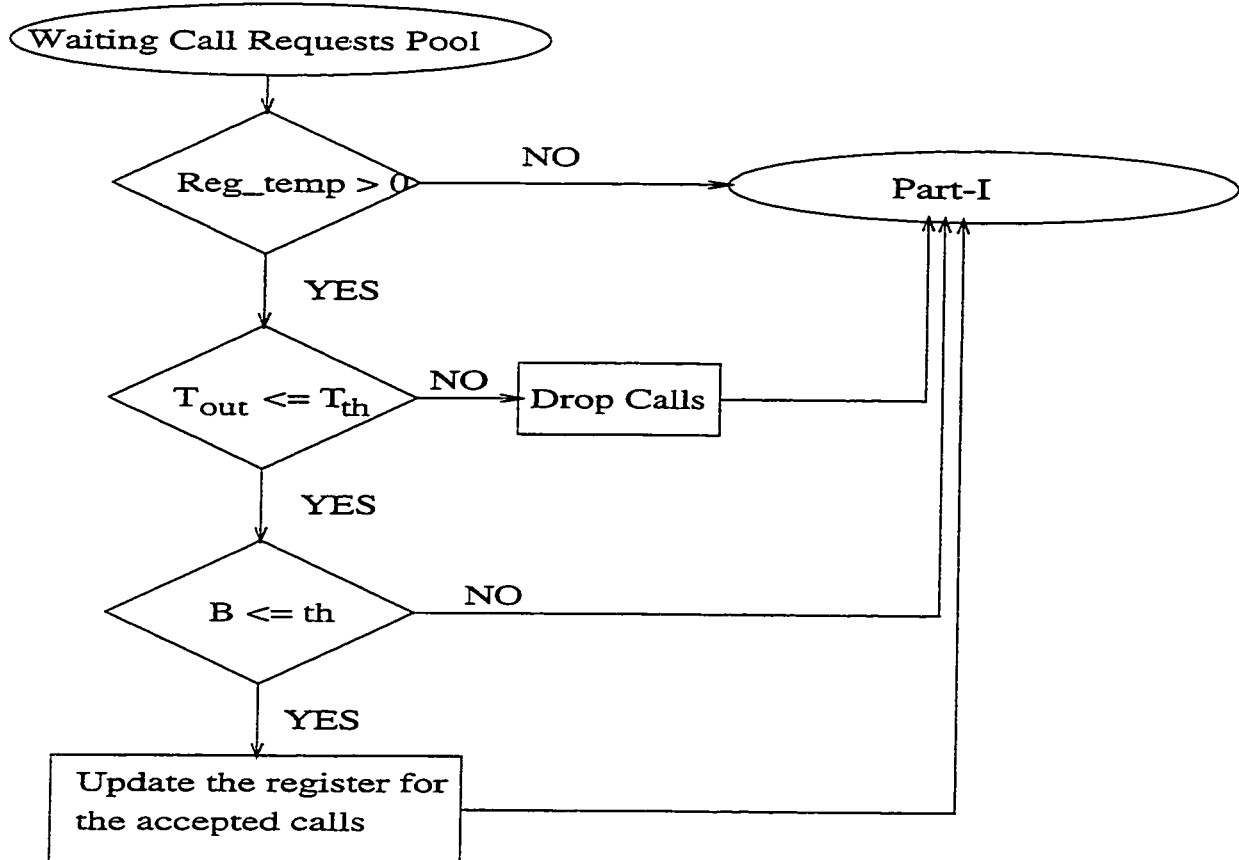 Waiting Call Requests Pool
Reg_temp > 0
NO
Part-I
YES
T_out <= T_th
NO
Drop Calls
YES
B <= th
NO
YES
Update the register for
the accepted calls